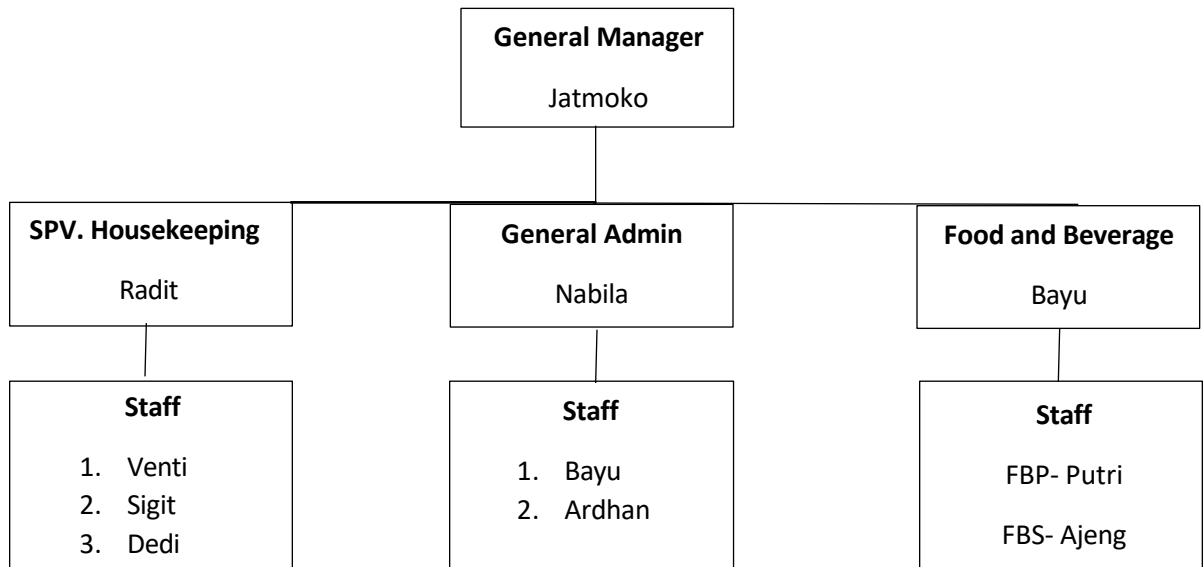 General Manager
Jatmoko
SPV. Housekeeping
Radit
General Admin
Nabila
Food and Beverage
Bayu
Staff
1. Venti
2. Sigit
3. Dedi
Staff
1. Bayu
2. Ardhan
Staff
FBP- Putri
FBS- Ajeng